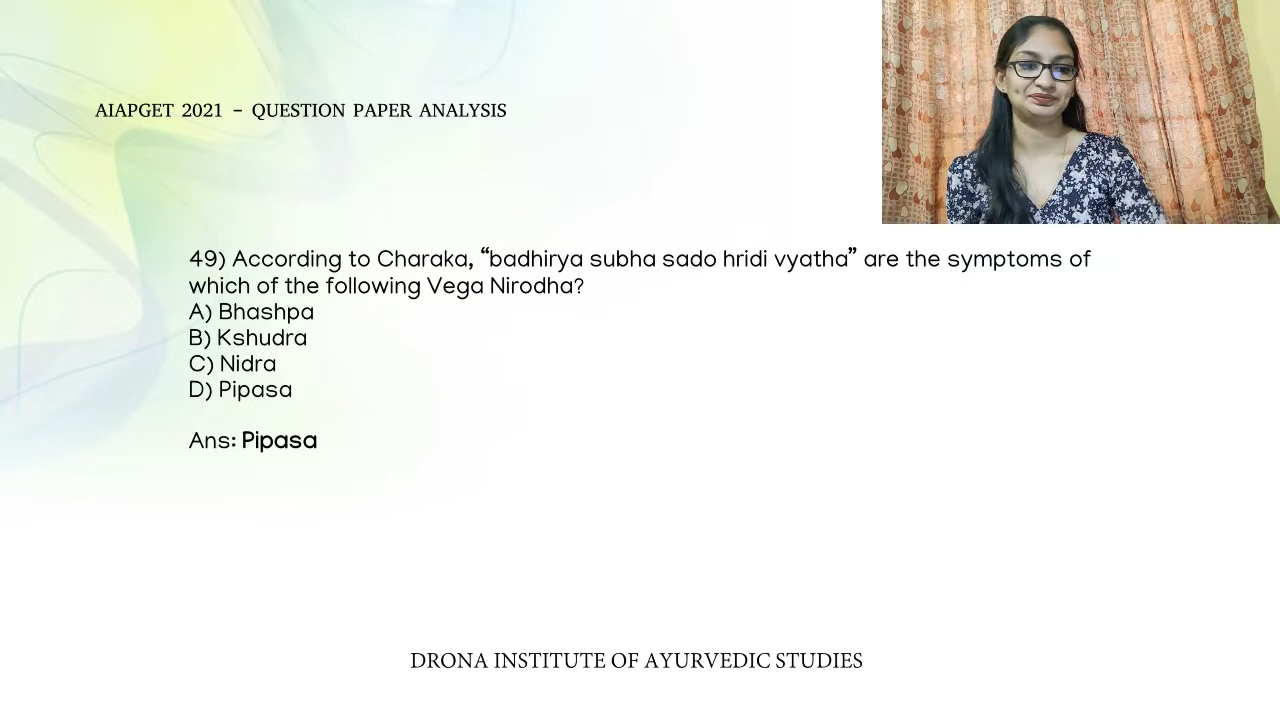 AIAPGET 2021 - QUESTION PAPER ANALYSIS
49) According to Charaka, “badhirya subha sado hridi vyatha” are the symptoms of
which of the following Vega Nirodha?
A) Bhashpa
B) Kshudra
C) Nidra
D) Pipasa
Ans: Pipasa
DRONA INSTITUTE OF AYURVEDIC STUDIES